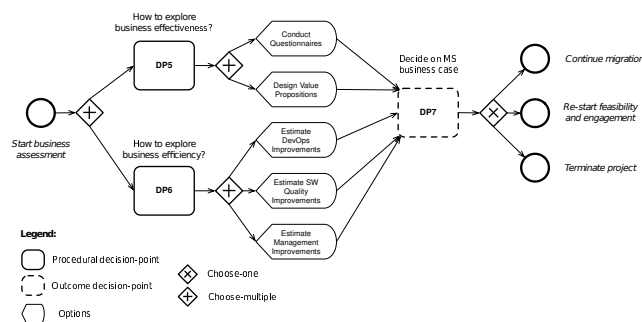 How to explore
business effectiveness?
DP5
Conduct
Questionnaires
Design Value
Propositions
Decide on MS
business case
DP7
Continue migration
Re-start feasibility
and engagement
Terminate project
Start business
assessment
How to explore
business efficiency?
DP6
Estimate
DevOps
Improvements
Estimate SW
Quality
Improvements
Estimate
Management
Improvements
Legend:
Procedural decision-point
Outcome decision-point
Options
Choose-one
Choose-multiple